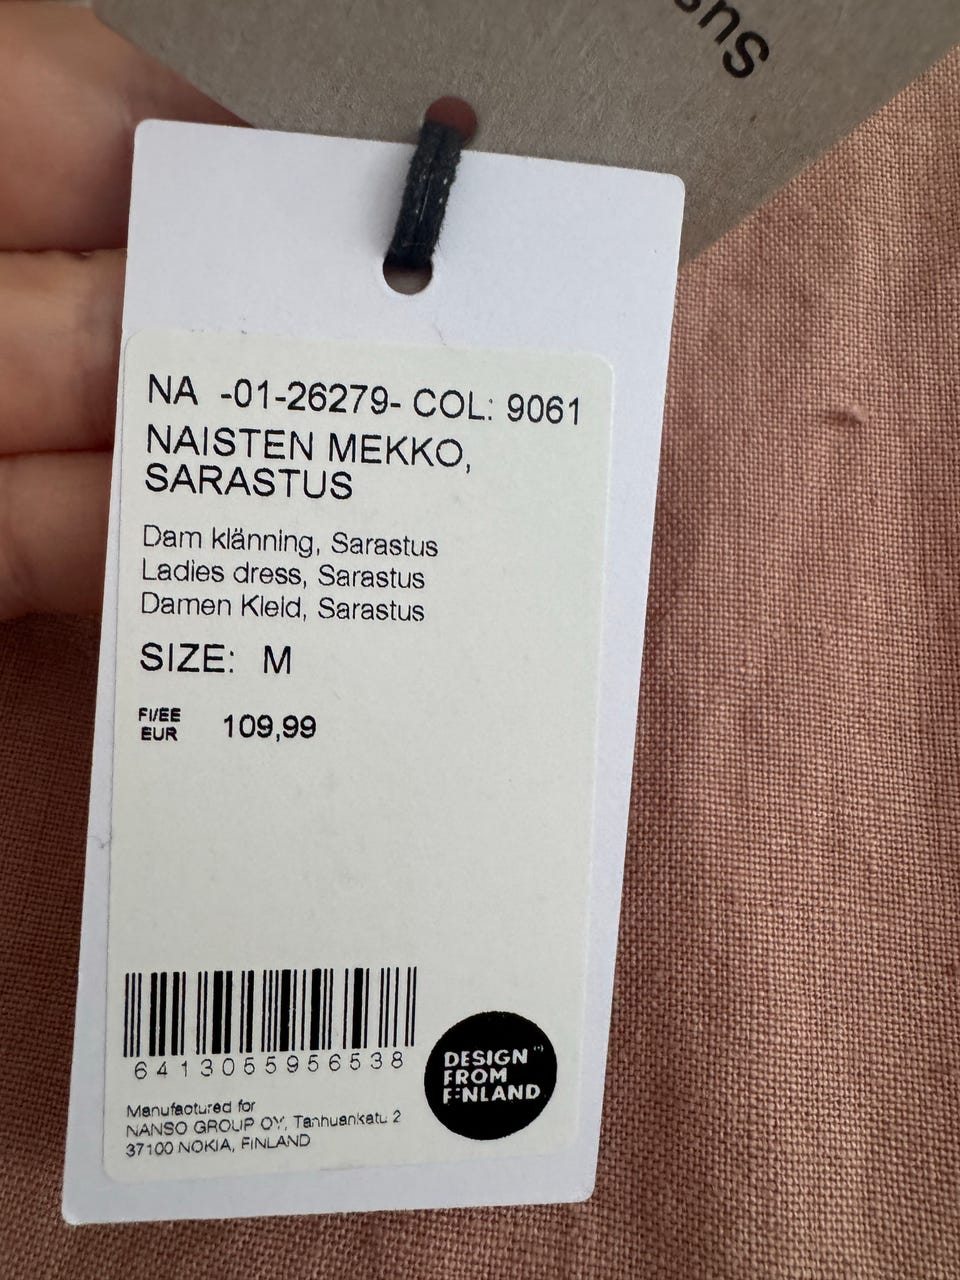 NA -01-26279- COL: 9061
NAISTEN MEKKO,
SARASTUS
Dam klänning, Sarastus
Ladies dress, Sarastus
Damen Kleid, Sarastus
SIZE: M
FI/EE
EUR 109,99
6413055956538
DESIGN
FROM
FINLAND
Manufactured for
NANSO GROUP OY, Tanhuankatu 2
37100 NOKIA, FINLAND